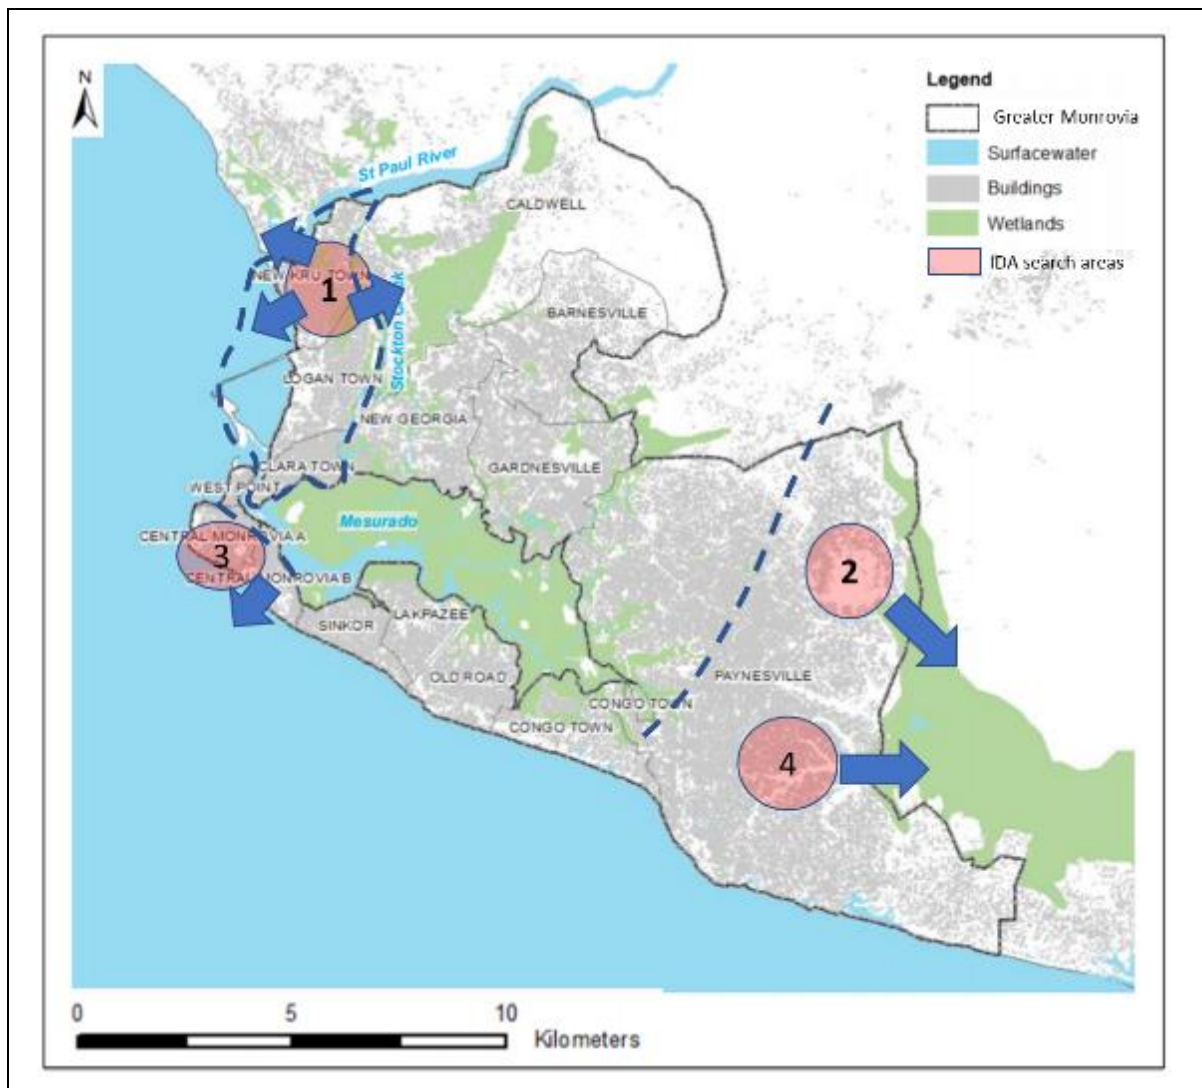 N
Legend
Greater Monrovia
Surfacewater
Buildings
Wetlands
IDA search areas
St Paul River
CALDWELL
NEW KRU TOWN
1
BARNESVILLE
Stockton
LOGAN TOWN
NEW GEORGIA
GARDNESVILLE
CLARA TOWN
WEST POINT
Mesurado
CENTRAL MONROVIA A
3
2
CENTRAL MONROVIA B
SINKOR
LAKPAZEE
OLD ROAD
PAYNESVILLE
CONGO TOWN
CONGO TOWN
4
0 5 10
Kilometers